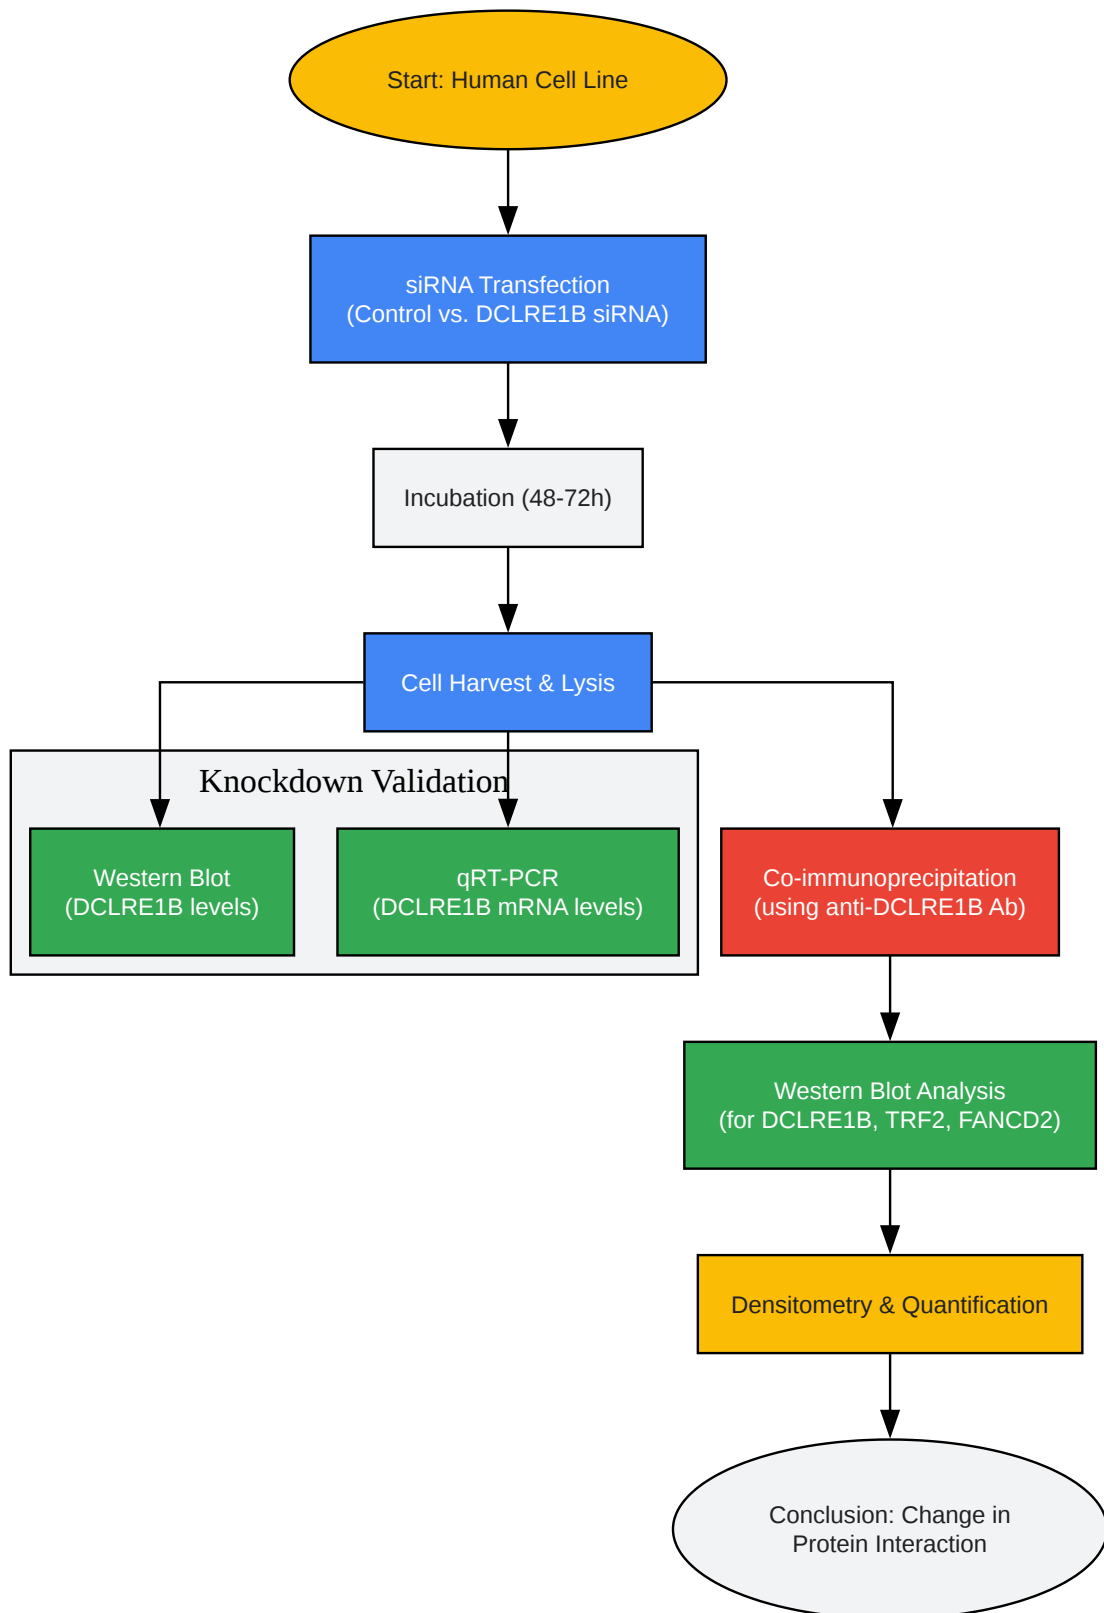 Start: Human Cell Line
siRNA Transfection
(Control vs. DCLRE1B siRNA)
Incubation (48-72h)
Cell Harvest & Lysis
Knockdown Validation
Western Blot
(DCLRE1B levels)
qRT-PCR
(DCLRE1B mRNA levels)
Co-immunoprecipitation
(using anti-DCLRE1B Ab)
Western Blot Analysis
(for DCLRE1B, TRF2, FANCD2)
Densitometry & Quantification
Conclusion: Change in
Protein Interaction